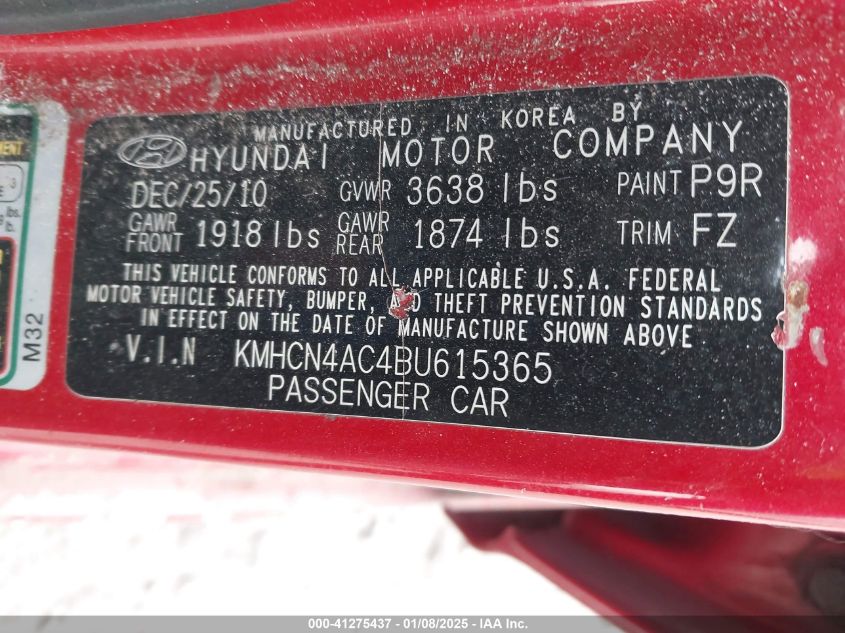 MANUFACTURED IN KOREA BY
HYUNDAI MOTOR COMPANY
DEC/25/10 GVWR 3638 lbs PAINT P9R
GAWR FRONT 1918 lbs GAWR REAR 1874 lbs TRIM FZ
THIS VEHICLE CONFORMS TO ALL APPLICABLE U.S.A. FEDERAL
MOTOR VEHICLE SAFETY, BUMPER, AND THEFT PREVENTION STANDARDS
IN EFFECT ON THE DATE OF MANUFACTURE SHOWN ABOVE
V.I.N KMHCN4AC4BU615365
PASSENGER CAR
M32
000-41275437 - 01/08/2025 - IAA Inc.